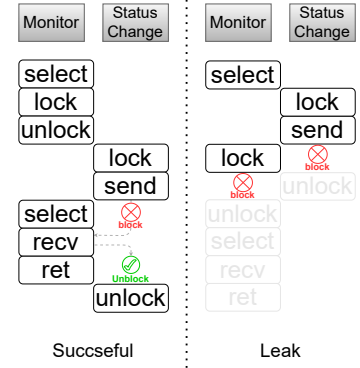 Monitor
Status
Change
select
lock
unlock
lock
send
select
block
recv
ret
Unblock
unlock
Succseful
Monitor
Status
Change
select
lock
send
lock
block
block
unlock
unlock
select
recv
ret
Leak